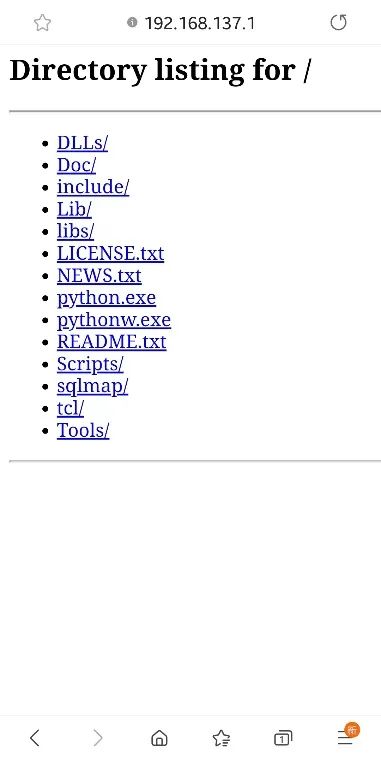 192.168.137.1
Directory listing for /
DLLs/
Doc/
include/
Lib/
libs/
LICENSE.txt
NEWS.txt
python.exe
pythonw.exe
README.txt
Scripts/
sqlmap/
tcl/
Tools/
1